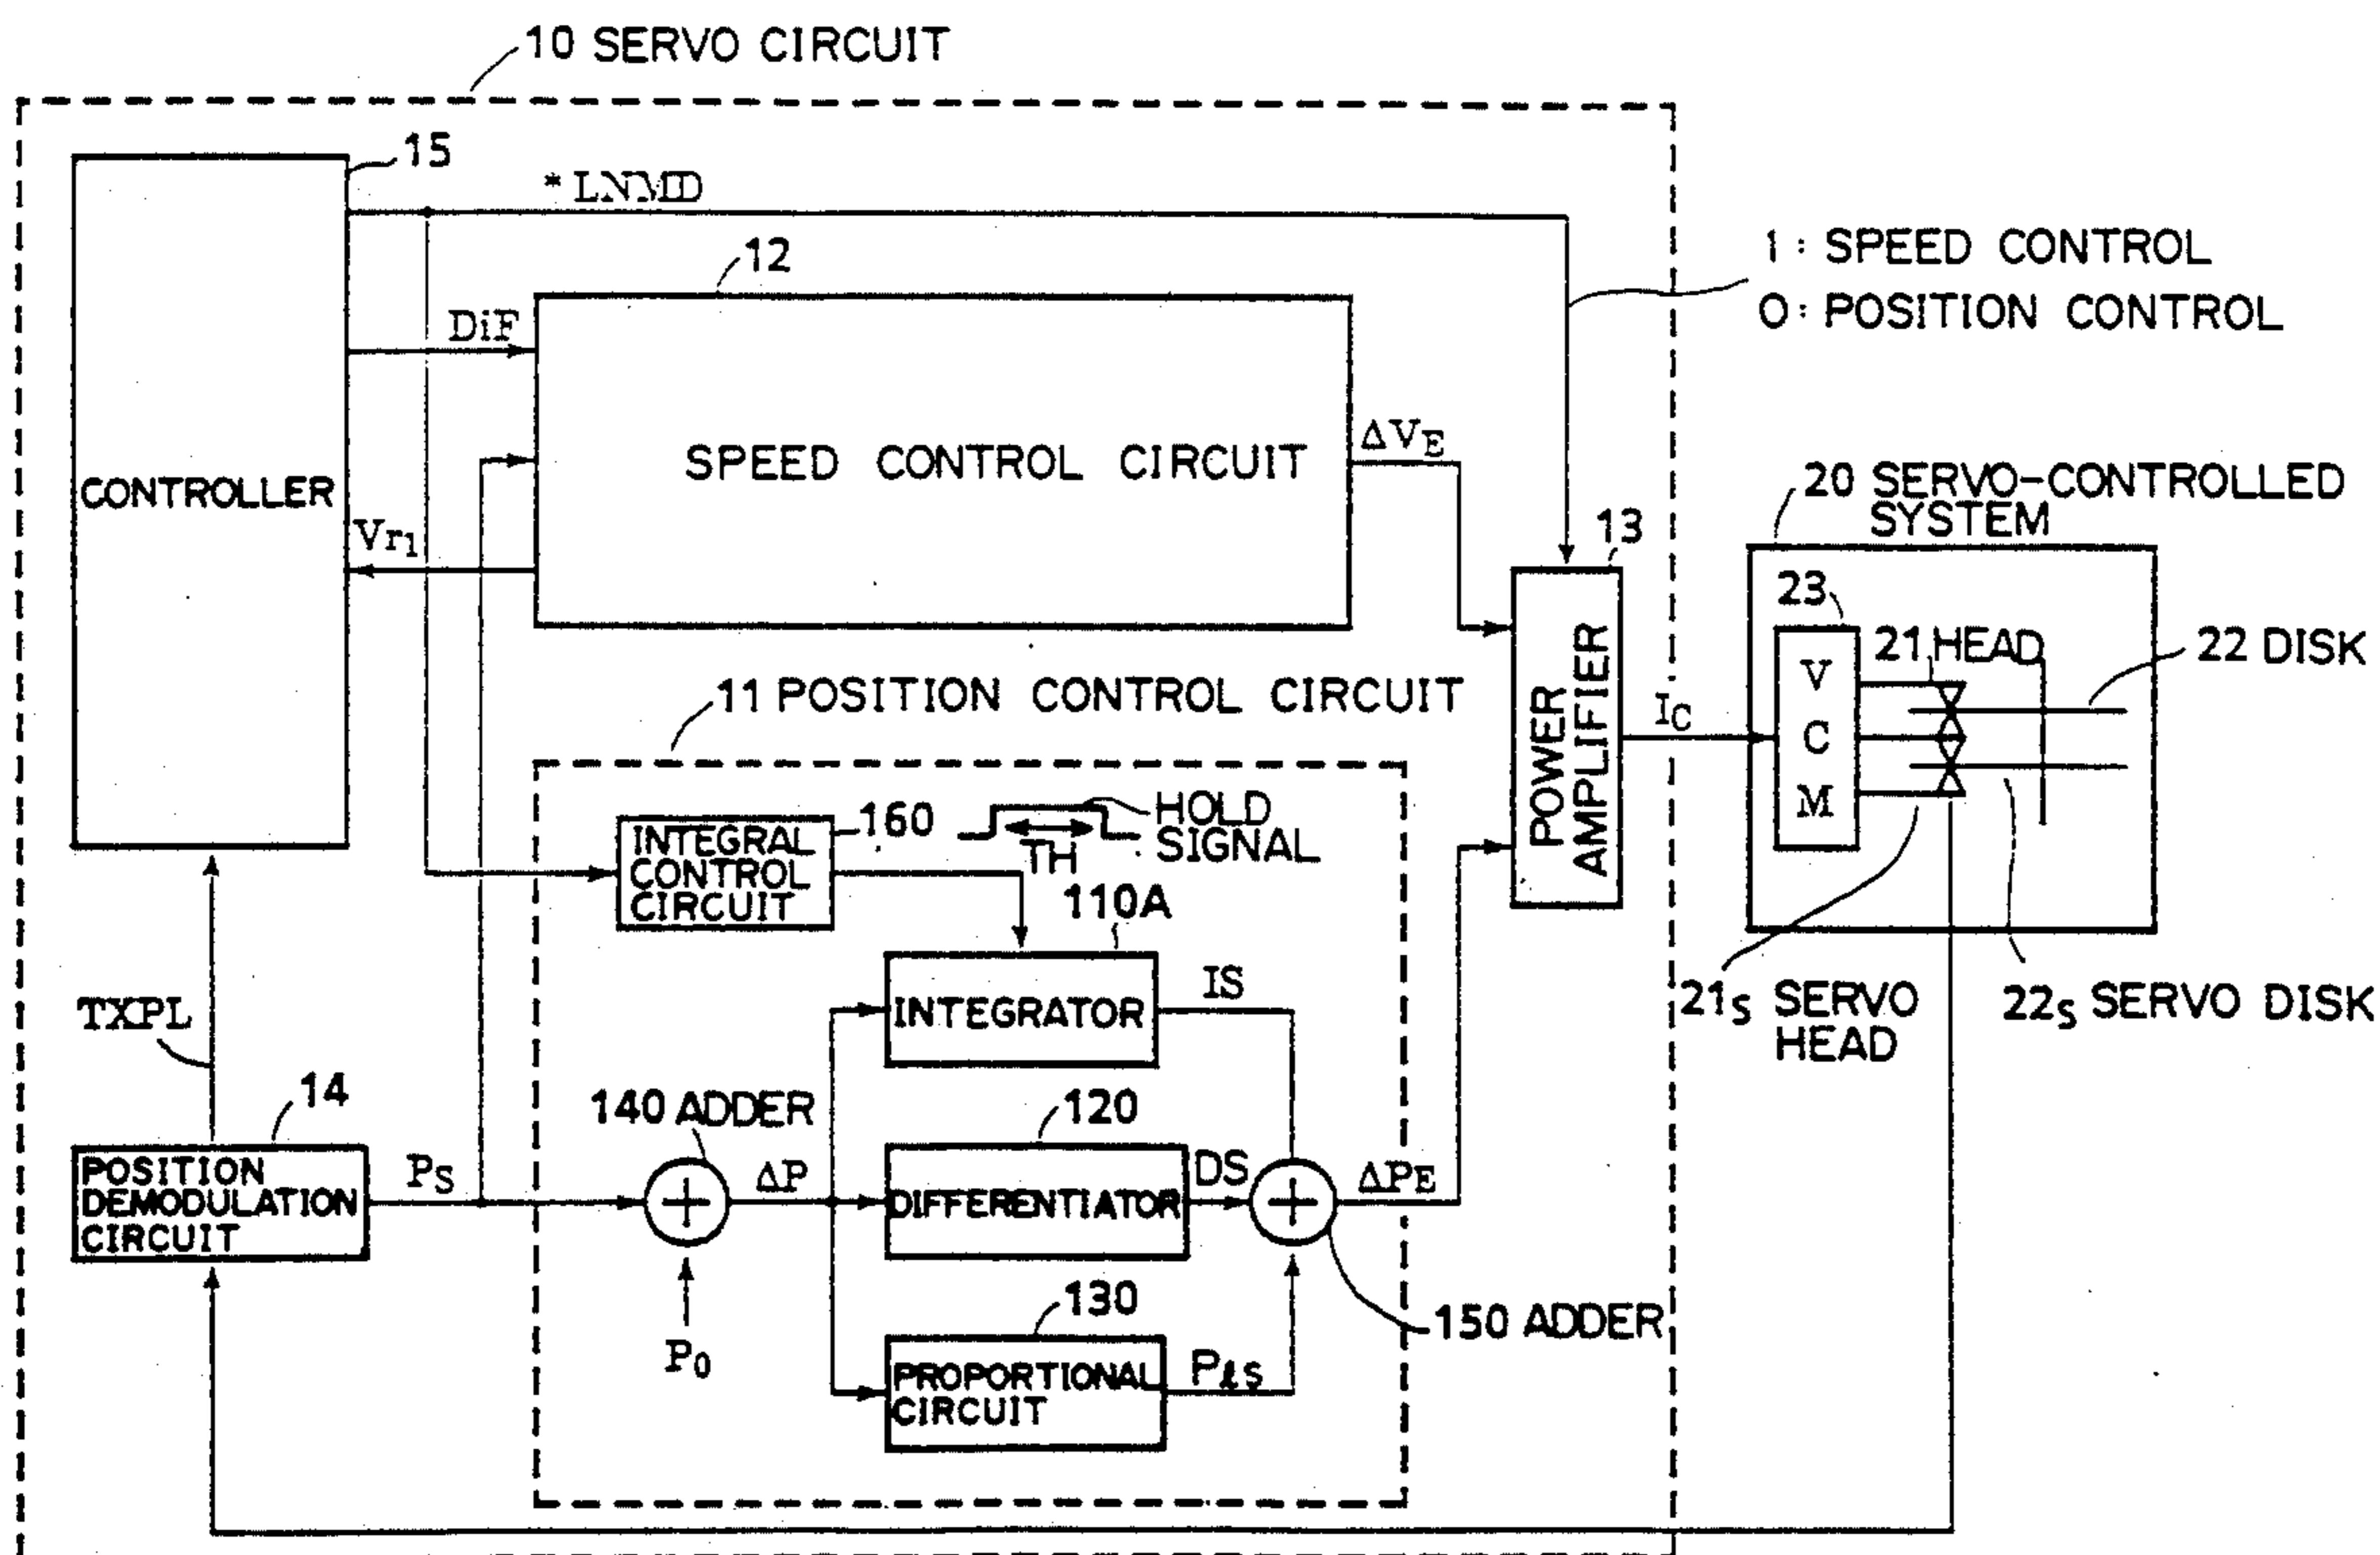 10 SERVO CIRCUIT
15
* LNMD
12
1 : SPEED CONTROL
0 : POSITION CONTROL
DiF
SPEED CONTROL CIRCUIT
ΔVE
CONTROLLER
Vr1
20 SERVO-CONTROLLED
SYSTEM
13
23
21 HEAD
22 DISK
V
C
M
11 POSITION CONTROL CIRCUIT
POWER
AMPLIFIER
IC
160
HOLD
SIGNAL
TH
INTEGRAL
CONTROL
CIRCUIT
110A
INTEGRATOR
IS
21S SERVO
HEAD
22S SERVO DISK
TXPL
14
140 ADDER
120
POSITION
DEMODULATION
CIRCUIT
PS
ΔP
DIFFERENTIATOR
DS
ΔPE
130
150 ADDER
P0
PROPORTIONAL
CIRCUIT
PℓS